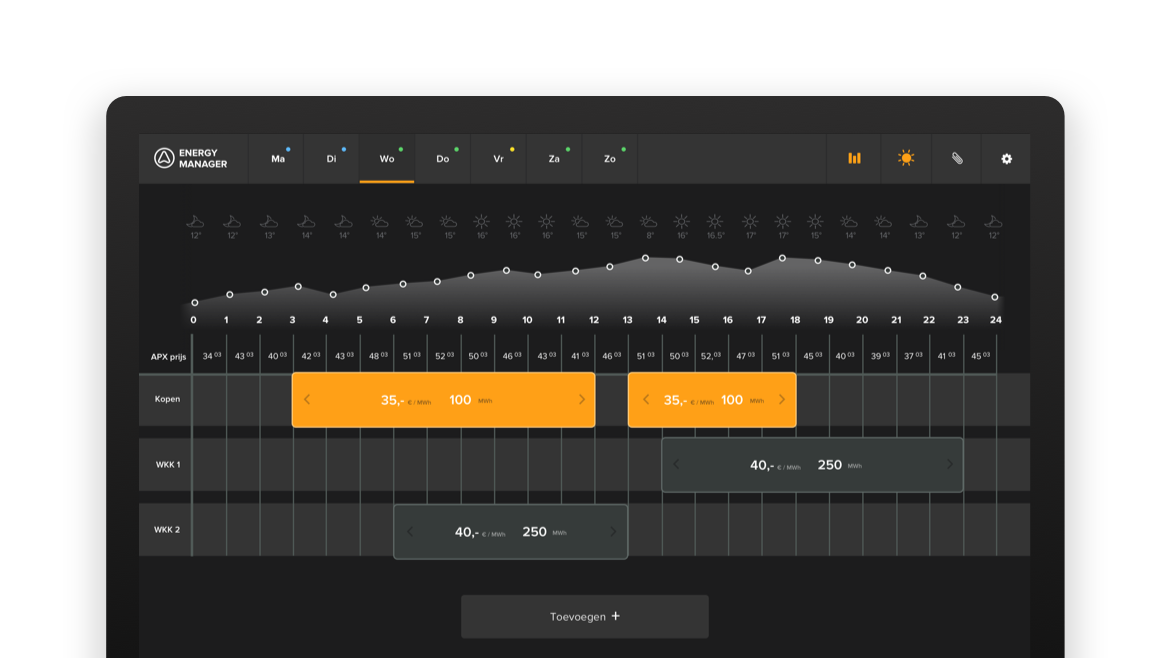 ENERGY
MANAGER
Ma Di Wo Do Vr Za Zo
12° 12° 13° 14° 14° 14° 15° 15° 16° 16° 16° 15° 15° 8° 16° 16.5° 17° 17° 15° 14° 14° 13° 12° 12°
0 1 2 3 4 5 6 7 8 9 10 11 12 13 14 15 16 17 18 19 20 21 22 23 24
APX prijs 34 03 43 03 40 03 42 03 43 03 48 03 51 03 52 03 50 03 46 03 43 03 41 03 46 03 51 03 50 03 52, 03 47 03 51 03 45 03 40 03 39 03 37 03 41 03 45 03
Kopen 35,- € / MWh 100 MWh 35,- € / MWh 100 MWh
WKK 1 40,- € / MWh 250 MWh
WKK 2 40,- € / MWh 250 MWh
Toevoegen +